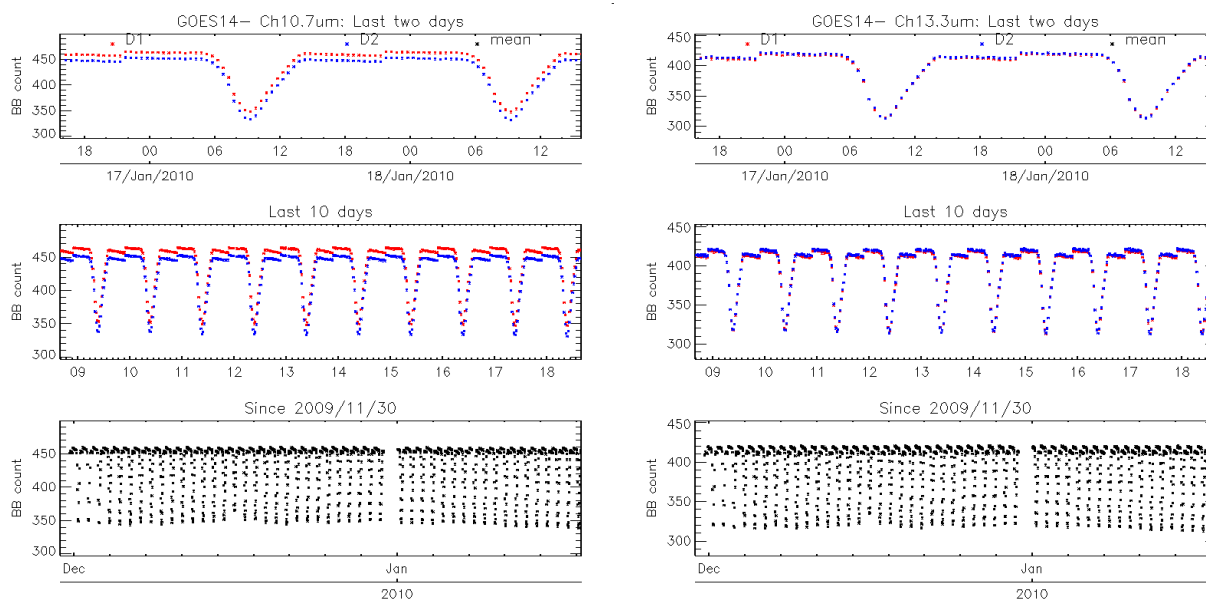 GOES14- Ch10.7um: Last two days
D1 D2 mean
BB count
450
400
350
300
18 00 06 12 18 00 06 12
17/Jan/2010 18/Jan/2010
Last 10 days
BB count
450
400
350
300
09 10 11 12 13 14 15 16 17 18
Since 2009/11/30
BB count
450
400
350
300
Dec Jan
2010
GOES14- Ch13.3um: Last two days
D1 D2 mean
BB count
450
400
350
300
18 00 06 12 18 00 06 12
17/Jan/2010 18/Jan/2010
Last 10 days
BB count
450
400
350
300
09 10 11 12 13 14 15 16 17 18
Since 2009/11/30
BB count
450
400
350
300
Dec Jan
2010